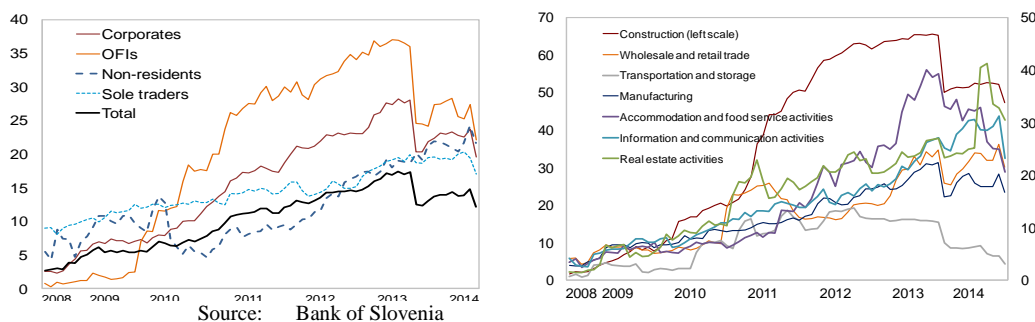 40
35
30
25
20
15
10
5
0
Corporates
OFIs
Non-residents
Sole traders
Total
2008 2009 2010 2011 2012 2013 2014
Source: Bank of Slovenia
70
60
50
40
30
20
10
0
Construction (left scale)
Wholesale and retail trade
Transportation and storage
Manufacturing
Accommodation and food service activities
Information and communication activities
Real estate activities
50
40
30
20
10
0
2008 2009 2010 2011 2012 2013 2014